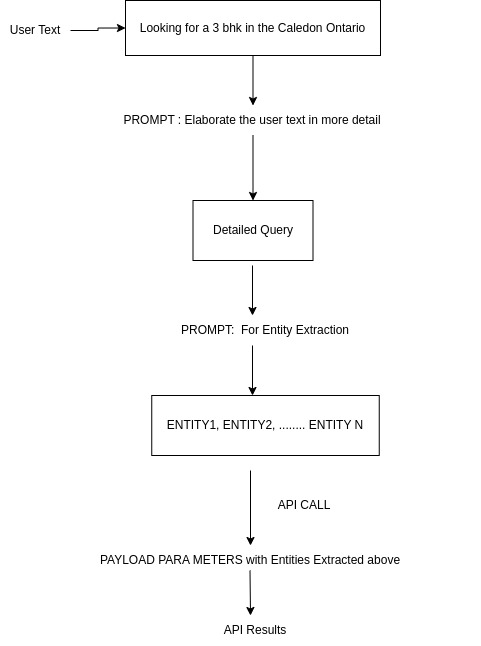 User Text
Looking for a 3 bhk in the Caledon Ontario
PROMPT : Elaborate the user text in more detail
Detailed Query
PROMPT:  For Entity Extraction
ENTITY1, ENTITY2, ........ ENTITY N
API CALL
PAYLOAD PARA METERS with Entities Extracted above
API Results